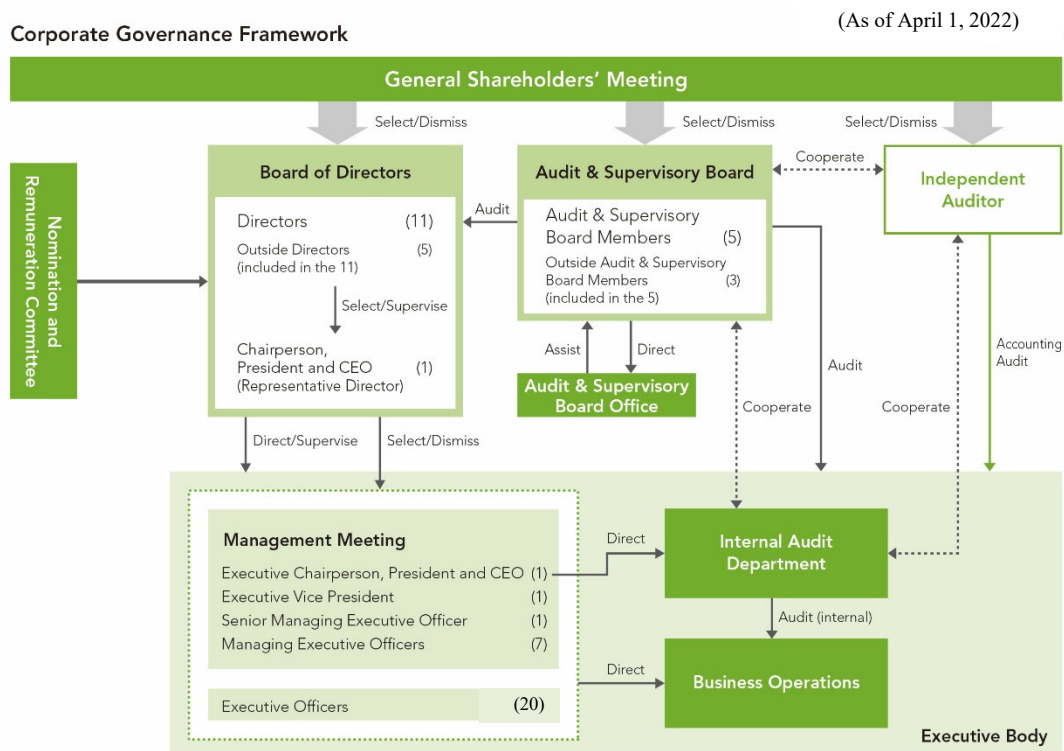 (As of April 1, 2022)
Corporate Governance Framework
General Shareholders' Meeting
Select/Dismiss
Select/Dismiss
Select/Dismiss
Nomination and
Remuneration Committee
Board of Directors
Directors (11)
Outside Directors (5)
(included in the 11)
Select/Supervise
Chairperson,
President and CEO (1)
(Representative Director)
Audit
Audit & Supervisory Board
Audit & Supervisory
Board Members (5)
Outside Audit & Supervisory
Board Members (3)
(included in the 5)
Cooperate
Independent
Auditor
Assist
Direct
Audit & Supervisory
Board Office
Audit
Accounting
Audit
Cooperate
Cooperate
Direct/Supervise
Select/Dismiss
Management Meeting
Executive Chairperson, President and CEO (1)
Executive Vice President (1)
Senior Managing Executive Officer (1)
Managing Executive Officers (7)
Executive Officers (20)
Direct
Internal Audit
Department
Audit (internal)
Direct
Business Operations
Executive Body